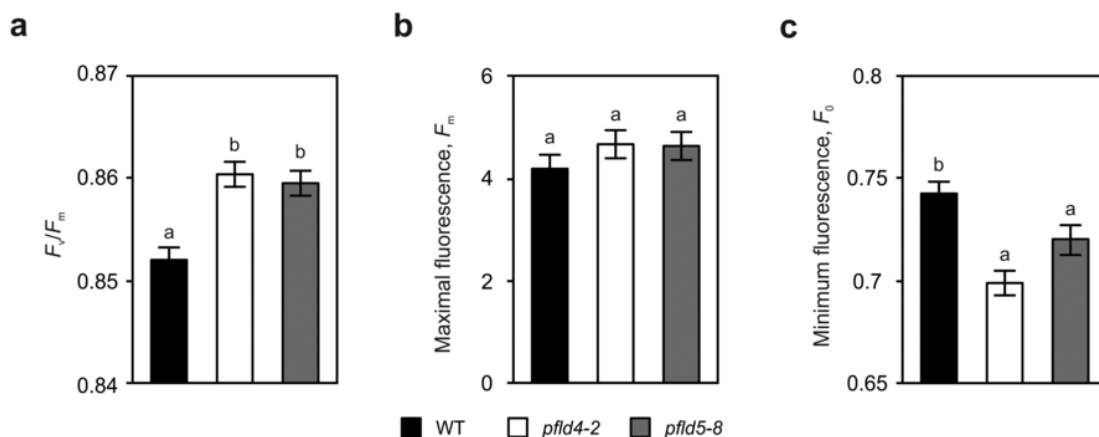 a
Fv/Fm
0.87
0.86
0.85
0.84
a
b
b
b
Maximal fluorescence, Fm
6
4
2
0
a
a
a
c
Minimum fluorescence, F0
0.8
0.75
0.7
0.65
b
a
a
WT
pfld4-2
pfld5-8